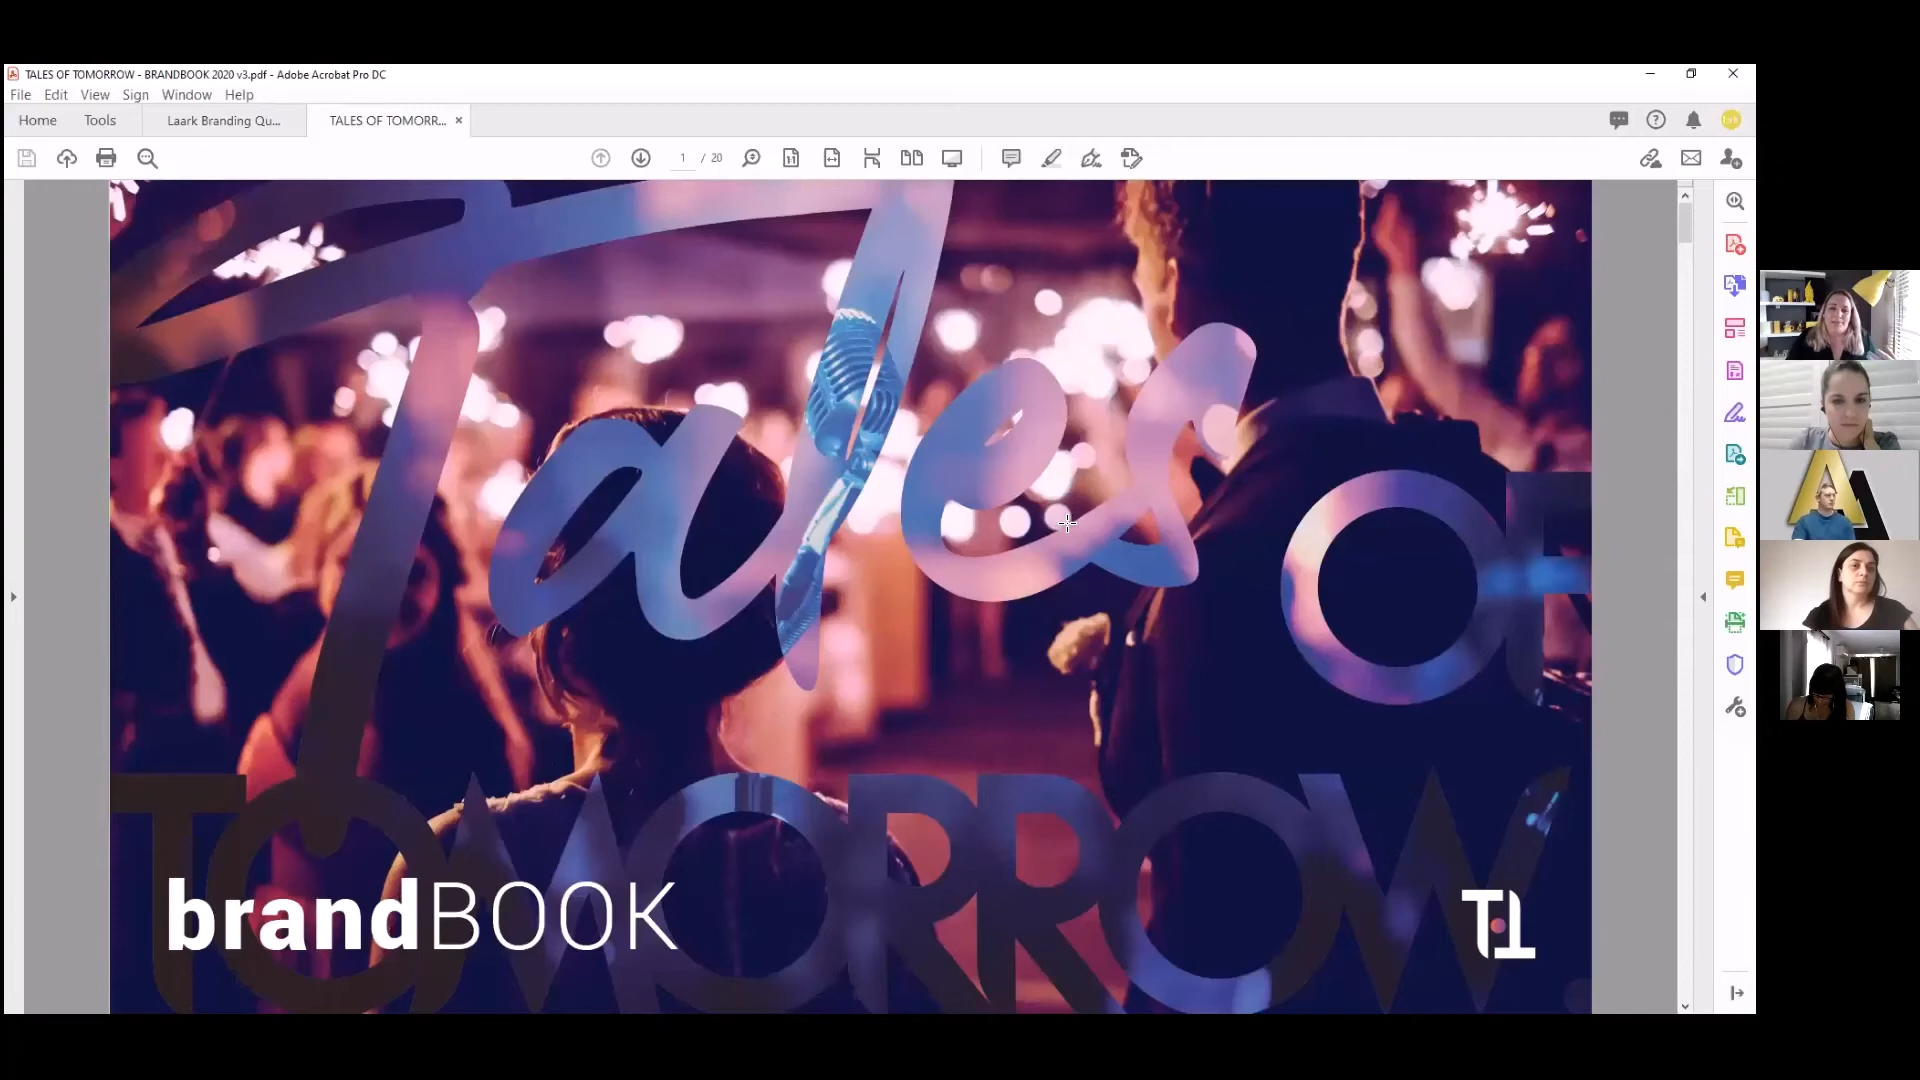 TALES OF TOMORROW - BRANDBOOK 2020 v3.pdf - Adobe Acrobat Pro DC
File Edit View Sign Window Help
Home Tools Laark Branding Qu... TALES OF TOMORR... ×
1 / 20
Tales
OF
TOMORROW
brandBOOK